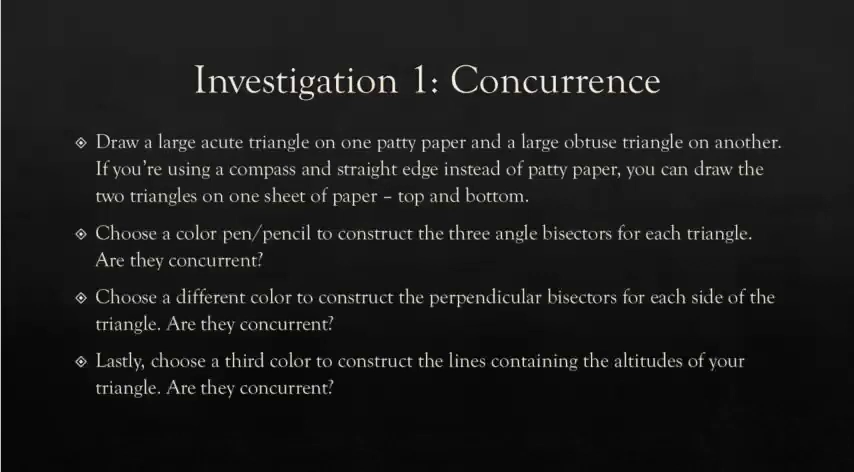 Investigation 1: Concurrence
Draw a large acute triangle on one patty paper and a large obtuse triangle on another.
If you're using a compass and straight edge instead of patty paper, you can draw the
two triangles on one sheet of paper – top and bottom.
Choose a color pen/pencil to construct the three angle bisectors for each triangle.
Are they concurrent?
Choose a different color to construct the perpendicular bisectors for each side of the
triangle. Are they concurrent?
Lastly, choose a third color to construct the lines containing the altitudes of your
triangle. Are they concurrent?